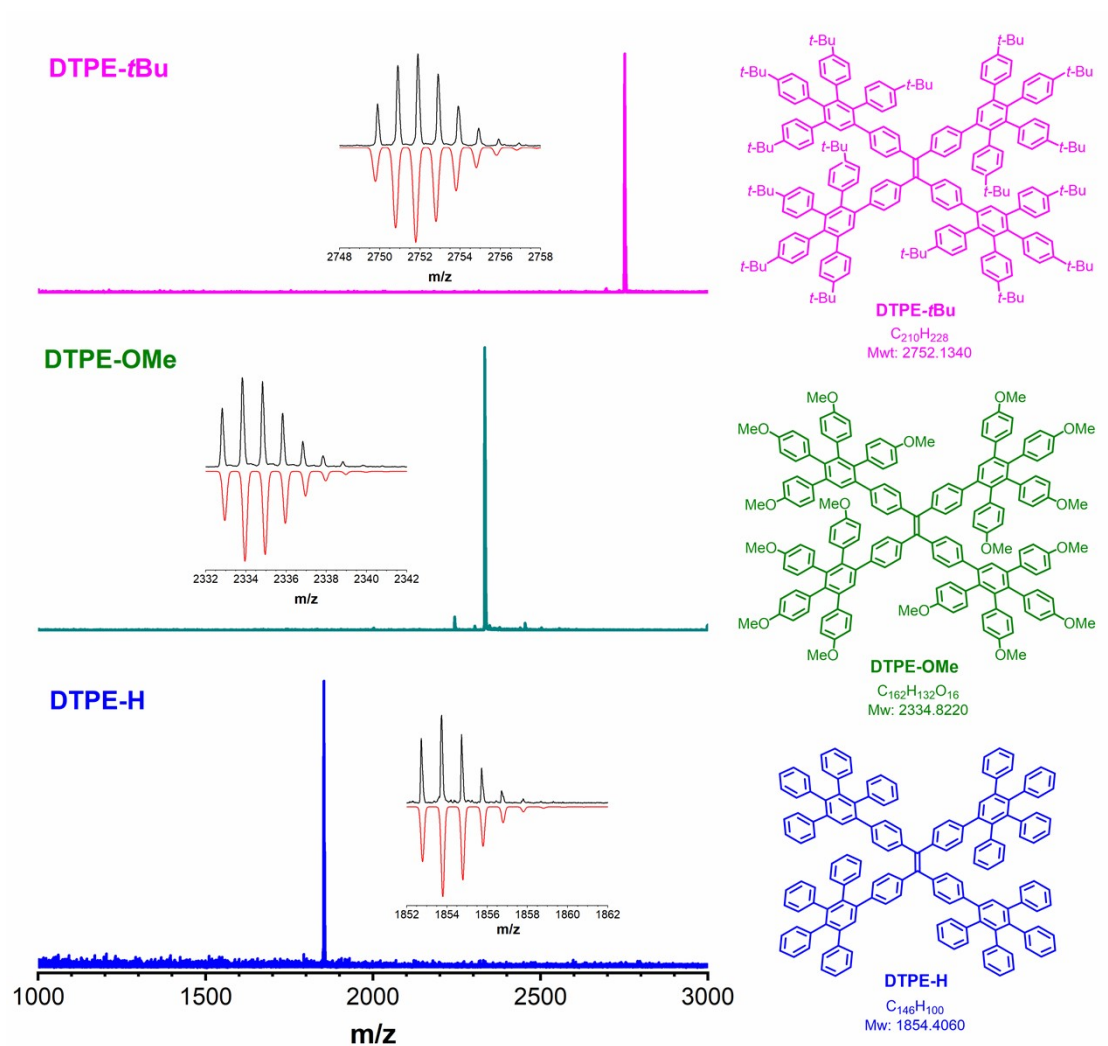 DTPE-tBu
2748 2750 2752 2754 2756 2758
m/z
t-Bu
t-Bu t-Bu
t-Bu t-Bu t-Bu
t-Bu
t-Bu t-Bu
t-Bu
t-Bu t-Bu t-Bu
t-Bu t-Bu
t-Bu t-Bu
t-Bu t-Bu
DTPE-tBu
C210H228
Mwt: 2752.1340
DTPE-OMe
2332 2334 2336 2338 2340 2342
m/z
MeO OMe
MeO OMe OMe
MeO MeO OMe
MeO OMe OMe
MeO
MeO OMe
MeO OMe
DTPE-OMe
C162H132O16
Mw: 2334.8220
DTPE-H
1852 1854 1856 1858 1860 1862
m/z
DTPE-H
C146H100
Mw: 1854.4060
1000 1500 2000 2500 3000
m/z